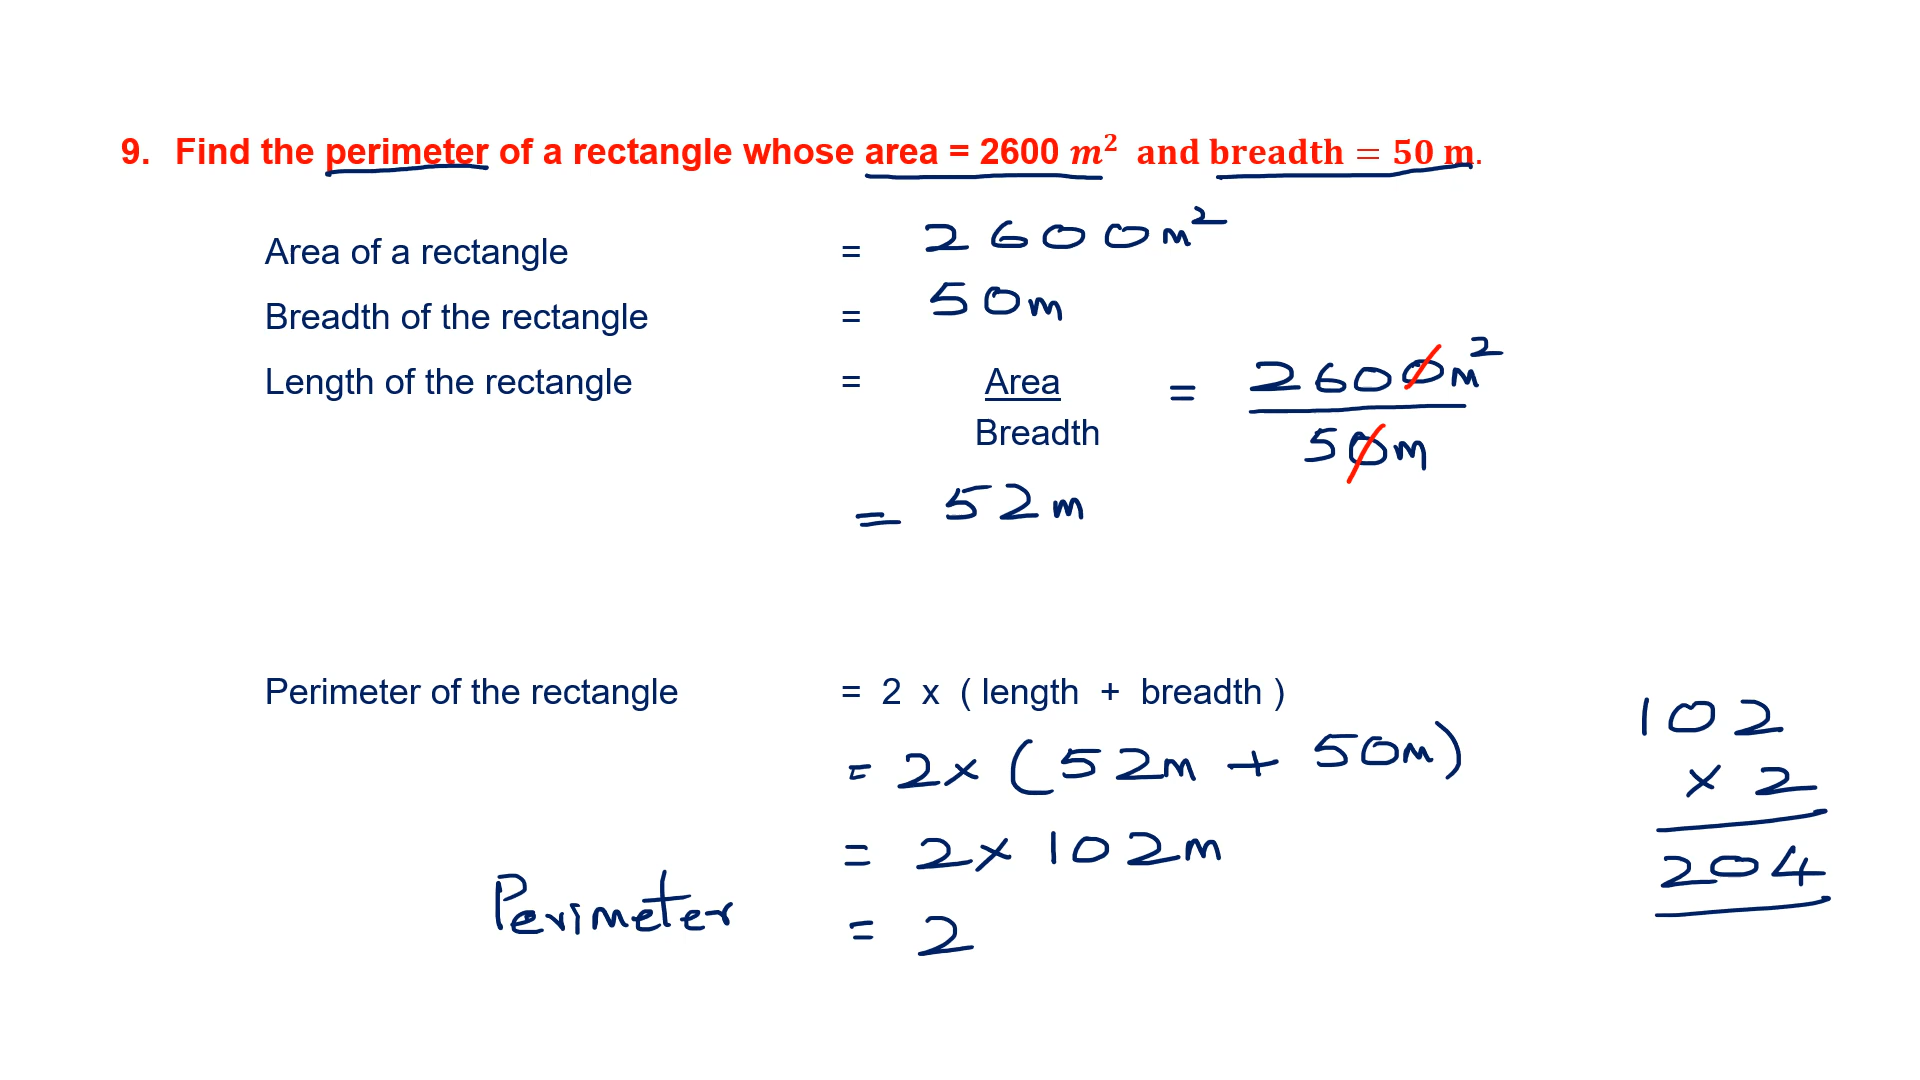 9. Find the perimeter of a rectangle whose area = 2600 m² and breadth = 50 m.
Area of a rectangle = 2600m²
Breadth of the rectangle = 50m
Length of the rectangle = Area = 2600m²
Breadth 50m
= 52m
Perimeter of the rectangle = 2 x ( length + breadth )
102
= 2x (52m + 50m)
x 2
= 2x 102m
204
Perimeter = 2